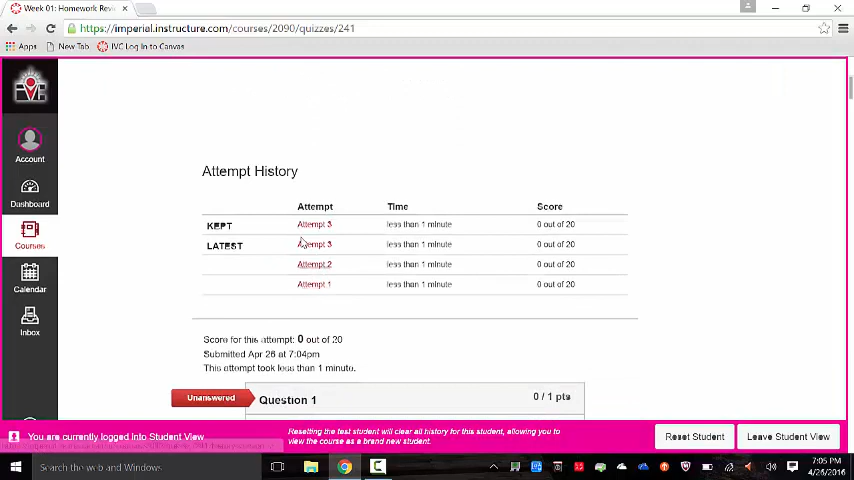 Week 01: Homework Revi
https://imperial.instructure.com/courses/2090/quizzes/241
Apps New Tab IVC Log In to Canvas
Account
Dashboard
Courses
Calendar
Inbox
Attempt History
Attempt Time Score
KEPT Attempt 3 less than 1 minute 0 out of 20
LATEST Attempt 3 less than 1 minute 0 out of 20
Attempt 2 less than 1 minute 0 out of 20
Attempt 1 less than 1 minute 0 out of 20
Score for this attempt: 0 out of 20
Submitted Apr 26 at 7:04pm
This attempt took less than 1 minute.
Unanswered Question 1 0 / 1 pts
You are currently logged into Student View
Resetting the test student will clear all history for this student, allowing you to
view the course as a brand new student.
Reset Student Leave Student View
Search the web and Windows
7:05 PM
4/26/2016